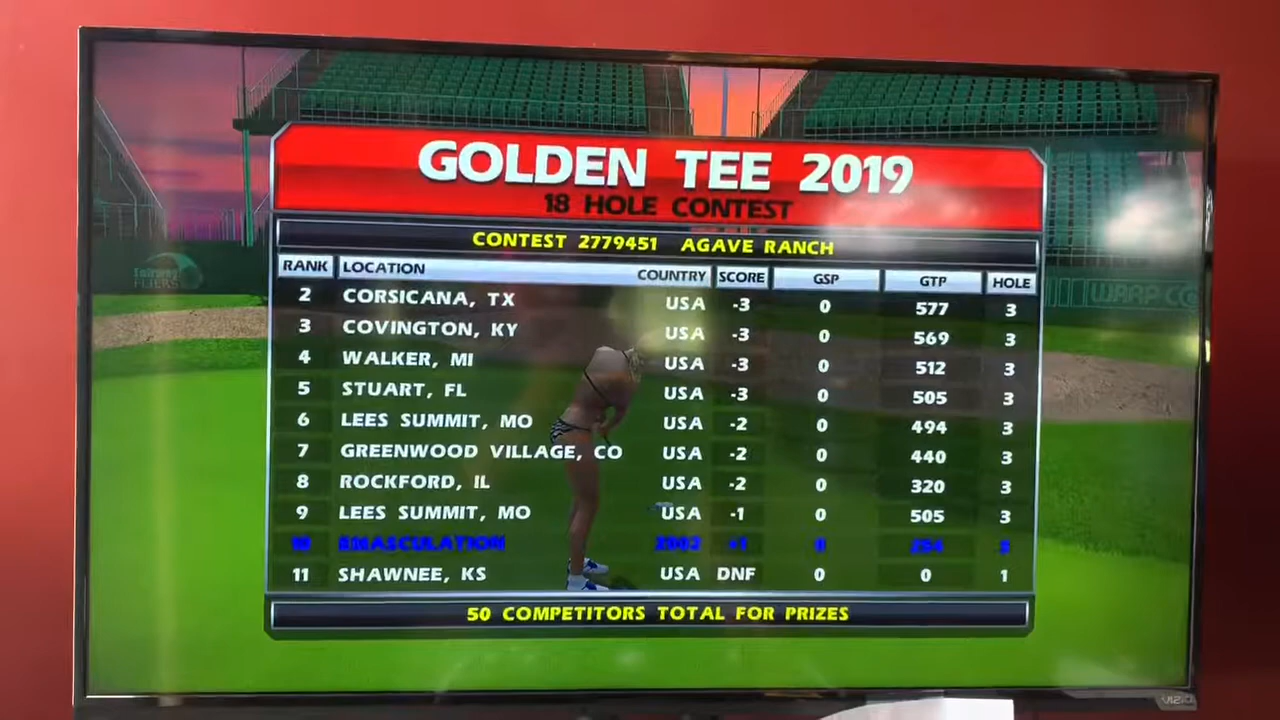 GOLDEN TEE 2019
18 HOLE CONTEST
CONTEST 2779451 AGAVE RANCH
RANK LOCATION COUNTRY SCORE GSP GTP HOLE
2 CORSICANA, TX USA -3 0 577 3
3 COVINGTON, KY USA -3 0 569 3
4 WALKER, MI USA -3 0 512 3
5 STUART, FL USA -3 0 505 3
6 LEES SUMMIT, MO USA -2 0 494 3
7 GREENWOOD VILLAGE, CO USA -2 0 440 3
8 ROCKFORD, IL USA -2 0 320 3
9 LEES SUMMIT, MO USA -1 0 505 3
EMASCULATION
11 SHAWNEE, KS USA DNF 0 0 1
50 COMPETITORS TOTAL FOR PRIZES
Fairway
FLIERS
WARP CO
VIZIO